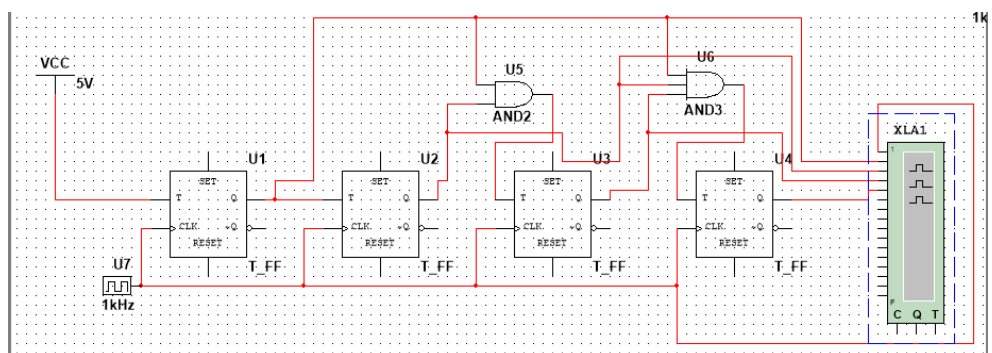 1k
VCC
5V
U5
AND2
U6
AND3
XLA1
U1
U2
U3
U4
SET
SET
SET
SET
T Q
T Q
T Q
T Q
CLK ~Q
CLK ~Q
CLK ~Q
CLK ~Q
RESET
RESET
RESET
RESET
T_FF
T_FF
T_FF
T_FF
U7
1kHz
1
F
C Q T